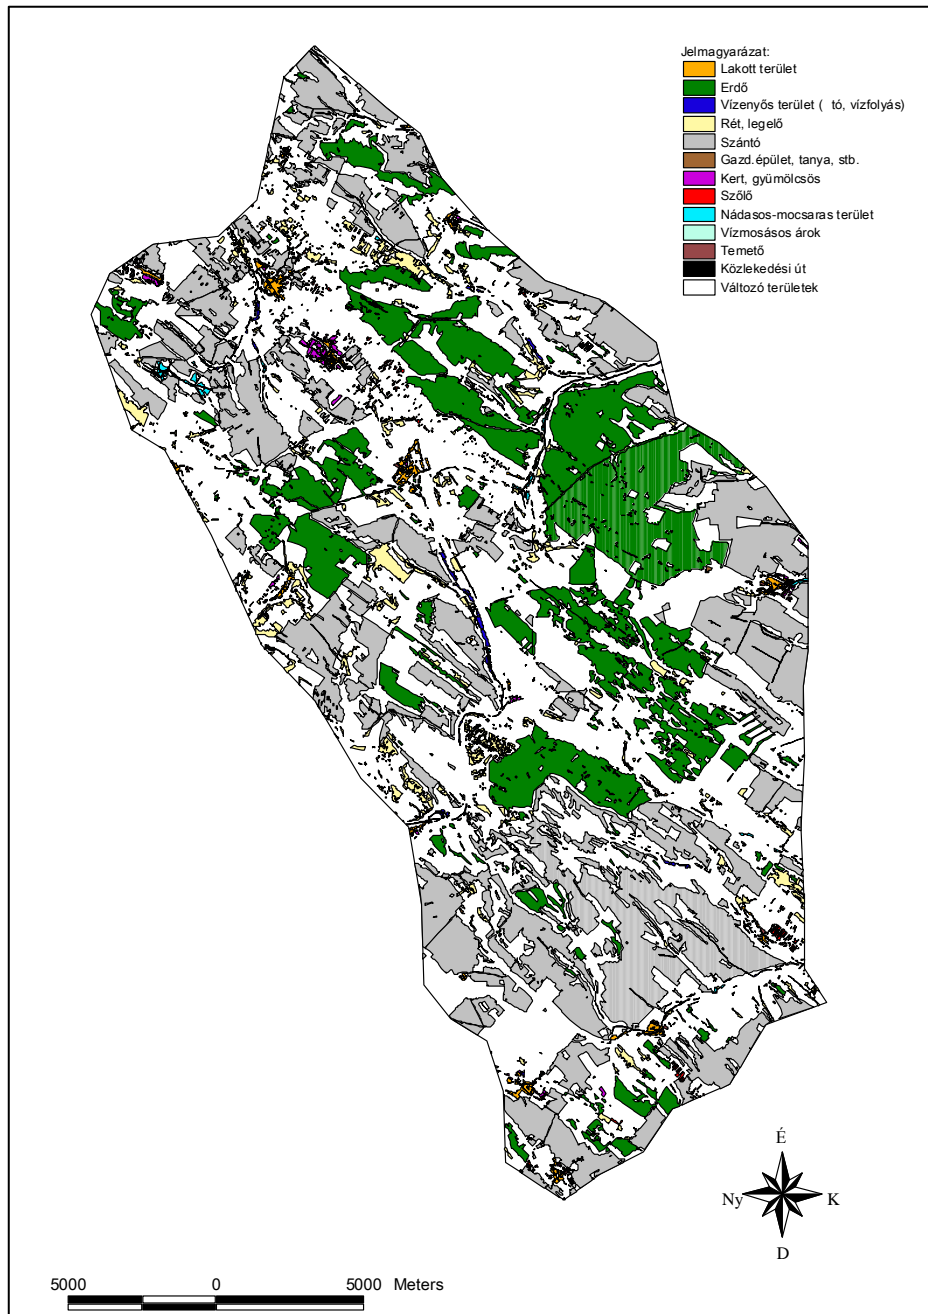 Jelmagyarázat:
Lakott terület
Erdő
Vízenyős terület ( tó, vízfolyás)
Rét, legelő
Szántó
Gazd.épület, tanya, stb.
Kert, gyümölcsös
Szőlő
Nádasos-mocsaras terület
Vízmosásos árok
Temető
Közlekedési út
Változó területek
É
Ny K
D
5000 0 5000 Meters